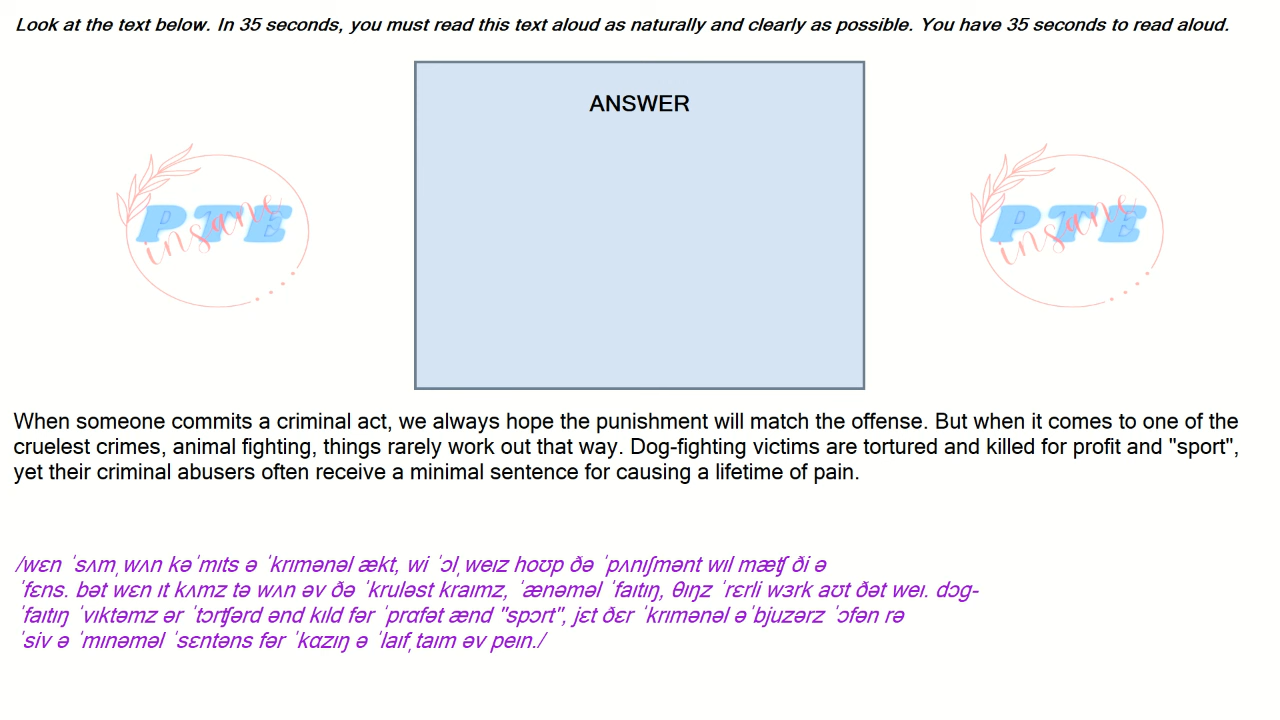 Look at the text below. In 35 seconds, you must read this text aloud as naturally and clearly as possible. You have 35 seconds to read aloud.
ANSWER
PTE
insane
PTE
insane
When someone commits a criminal act, we always hope the punishment will match the offense. But when it comes to one of the
cruelest crimes, animal fighting, things rarely work out that way. Dog-fighting victims are tortured and killed for profit and "sport",
yet their criminal abusers often receive a minimal sentence for causing a lifetime of pain.
/wɛn ˈsʌmˌwʌn kəˈmɪts ə ˈkrɪmənəl ækt, wi ˈɔlˌweɪz hoʊp ðə ˈpʌnɪʃmənt wɪl mæʧ ði ə
ˈfɛns. bət wɛn ɪt kʌmz tə wʌn əv ðə ˈkruləst kraɪmz, ˈænəməl ˈfaɪtɪŋ, θɪŋz ˈrɛrli wɜrk aʊt ðət weɪ. dɔg-
ˈfaɪtɪŋ ˈvɪktəmz ər ˈtɔrʧərd ənd kɪld fər ˈprɑfət ænd "spɔrt", jɛt ðɛr ˈkrɪmənəl əˈbjuzərz ˈɔfən rə
ˈsiv ə ˈmɪnəməl ˈsɛntəns fər ˈkɑzɪŋ ə ˈlaɪfˌtaɪm əv peɪn./